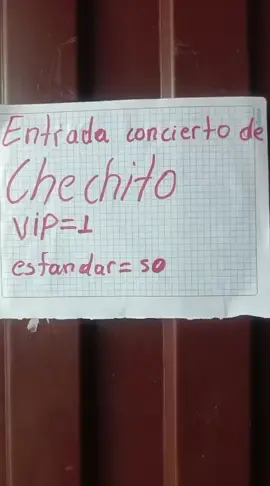 Entrada concierto de
Chechito
ViP=1
estandar=50